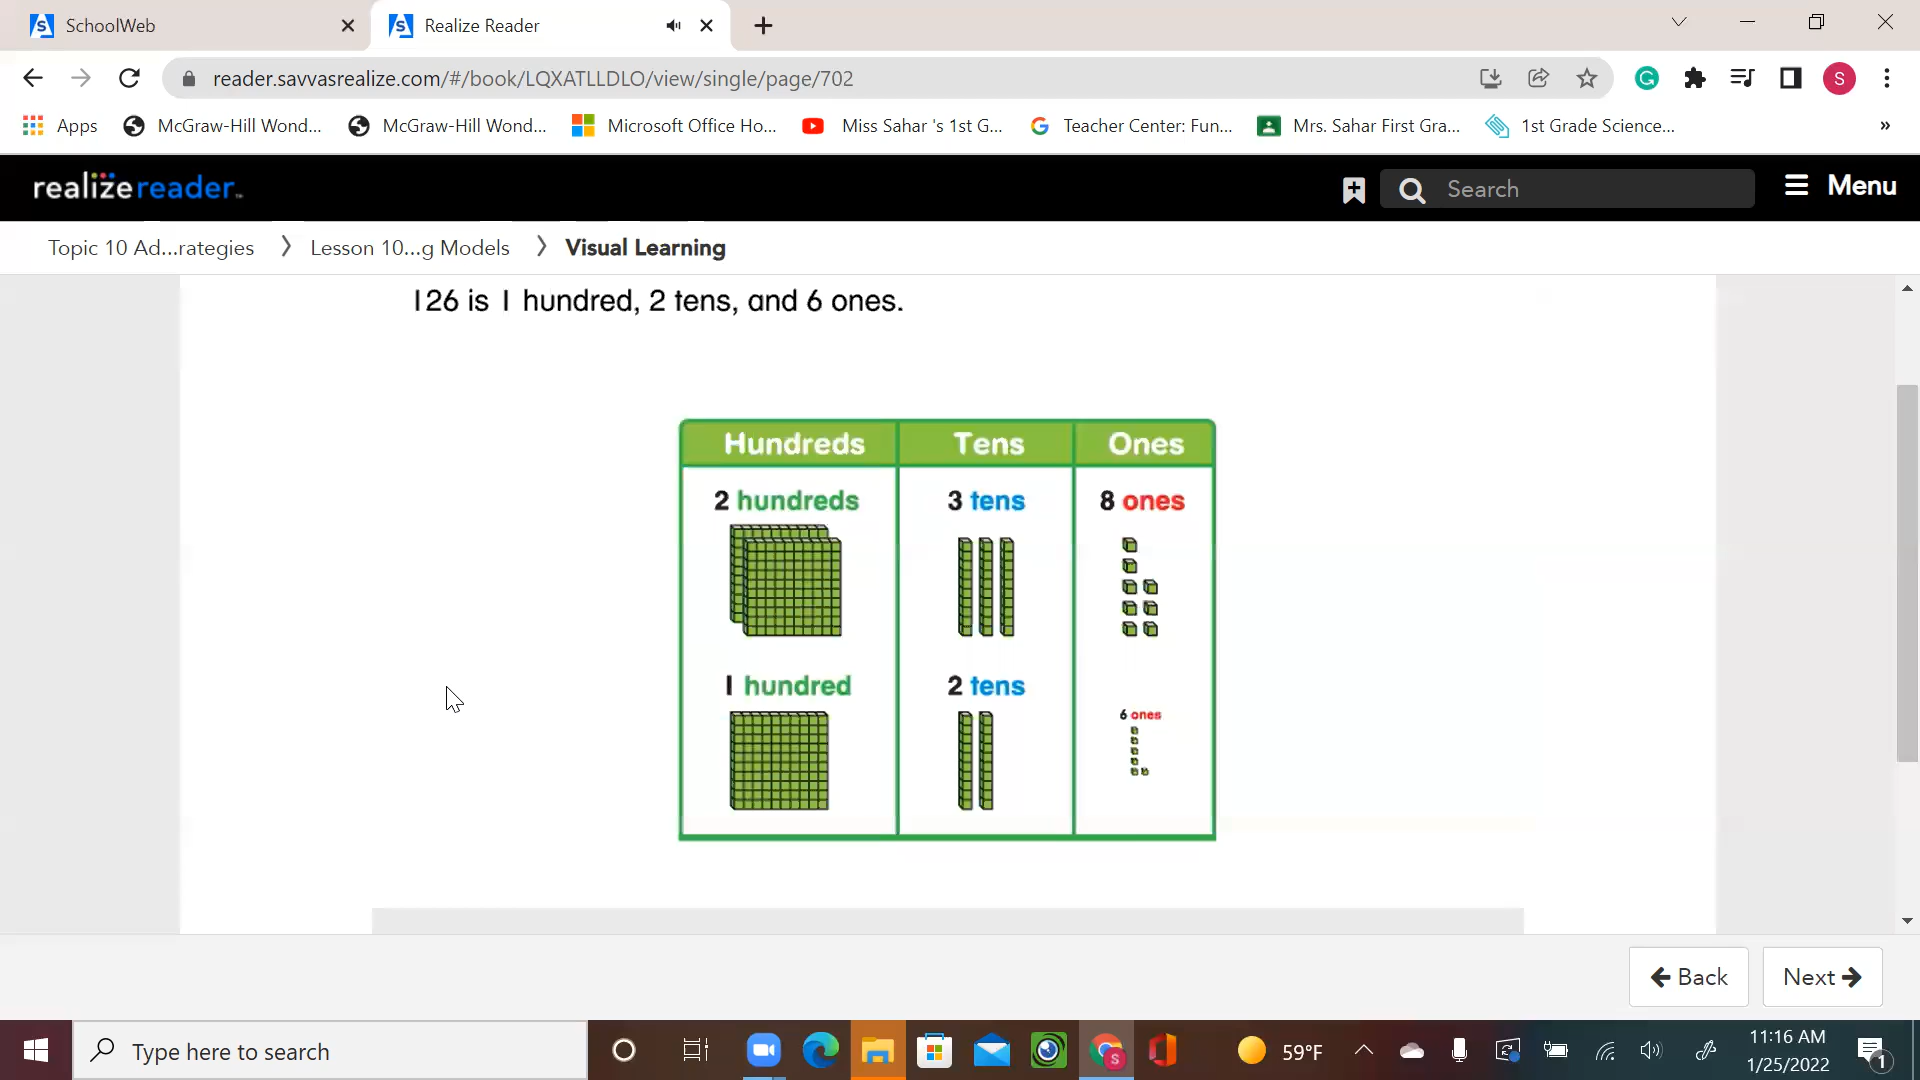 SchoolWeb
Realize Reader
reader.savvasrealize.com/#/book/LQXATLLDLO/view/single/page/702
S
Apps
McGraw-Hill Wond...
McGraw-Hill Wond...
Microsoft Office Ho...
Miss Sahar 's 1st G...
Teacher Center: Fun...
Mrs. Sahar First Gra...
1st Grade Science...
»
realizereader™
Search
Menu
Topic 10 Ad...rategies
Lesson 10...g Models
Visual Learning
126 is 1 hundred, 2 tens, and 6 ones.
Hundreds Tens Ones
2 hundreds 3 tens 8 ones
1 hundred 2 tens
6 ones
Back
Next
Type here to search
59°F
11:16 AM
1/25/2022
1